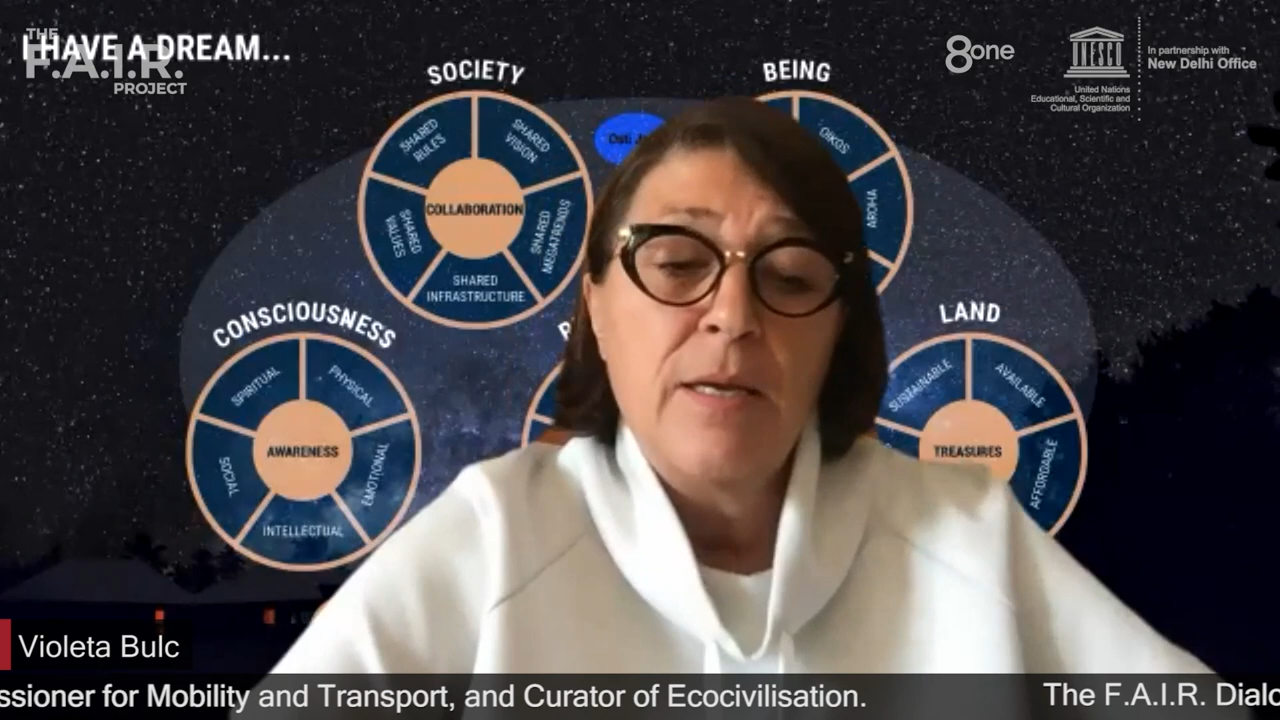 I HAVE A DREAM...
THE
F.A.I.R.
PROJECT
8one
UNESCO
United Nations
Educational, Scientific and
Cultural Organization
In partnership with
New Delhi Office
SOCIETY
SHARED
RULES
SHARED
VISION
COLLABORATION
SHARED
VALUES
SHARED
MEGATRENDS
SHARED
INFRASTRUCTURE
BEING
OIKOS
AROHA
CONSCIOUSNESS
SPIRITUAL
PHYSICAL
AWARENESS
SOCIAL
EMOTIONAL
INTELLECTUAL
LAND
SUSTAINABLE
AVAILABLE
TREASURES
AFFORDABLE
Violeta Bulc
ssioner for Mobility and Transport, and Curator of Ecocivilisation.
The F.A.I.R. Dialo